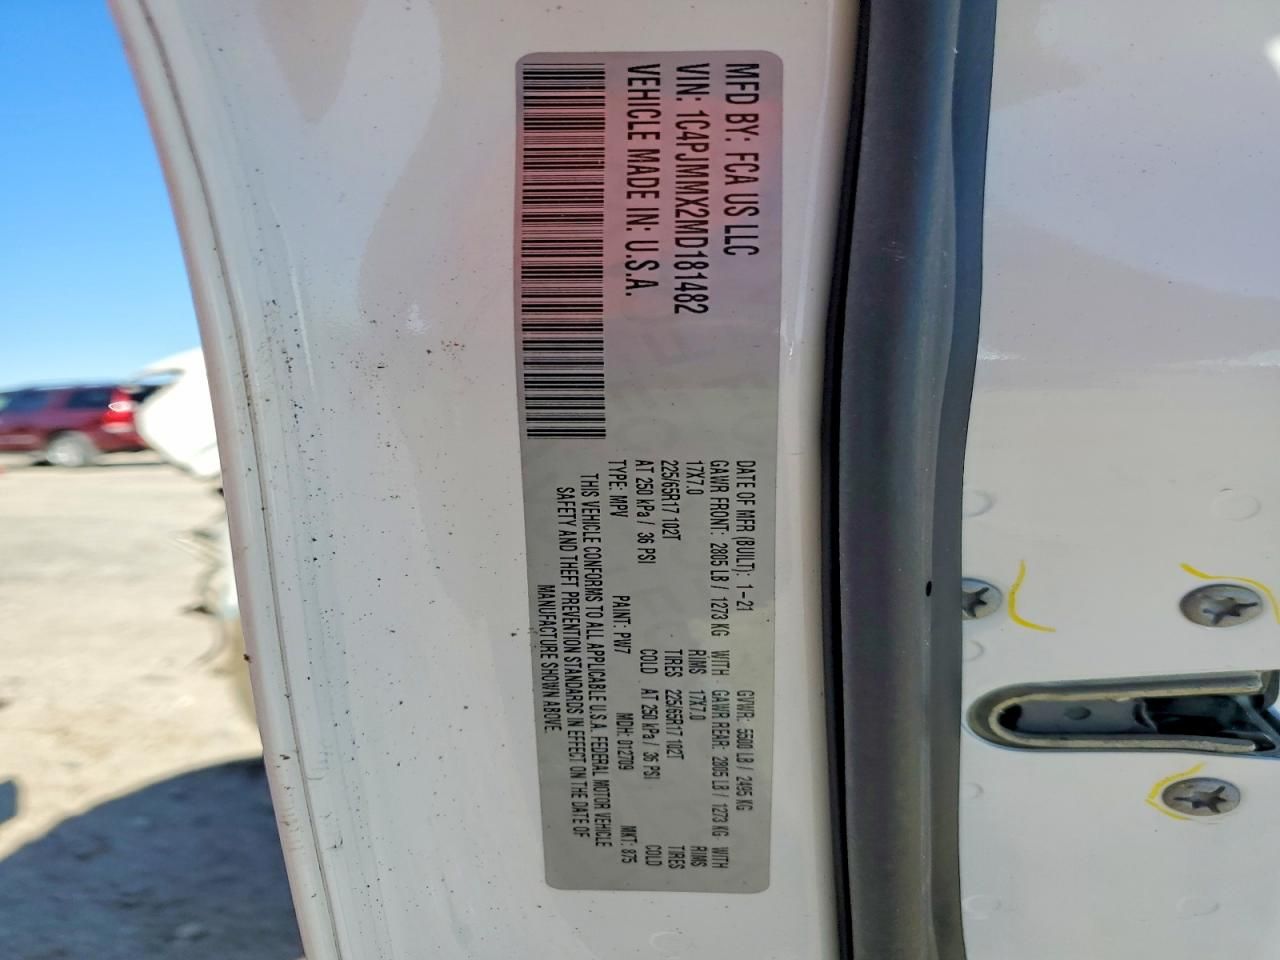 MFD BY: FCA US LLC
VIN: 1C4PJMMX2MD181482
VEHICLE MADE IN: U.S.A.
DATE OF MFR (BUILT): 1-21 GVWR: 5500 LB / 2495 KG
GAWR FRONT: 2805 LB / 1273 KG WITH GAWR REAR: 2805 LB / 1273 KG WITH
17X7.0 RIMS 17X7.0 RIMS
225/65R17 102T TIRES 225/65R17 102T TIRES
AT 250 kPa / 36 PSI COLD AT 250 kPa / 36 PSI COLD
TYPE: MPV PAINT: PW7 MDH: 012709 MKT: 875
THIS VEHICLE CONFORMS TO ALL APPLICABLE U.S.A. FEDERAL MOTOR VEHICLE
SAFETY AND THEFT PREVENTION STANDARDS IN EFFECT ON THE DATE OF
MANUFACTURE SHOWN ABOVE.